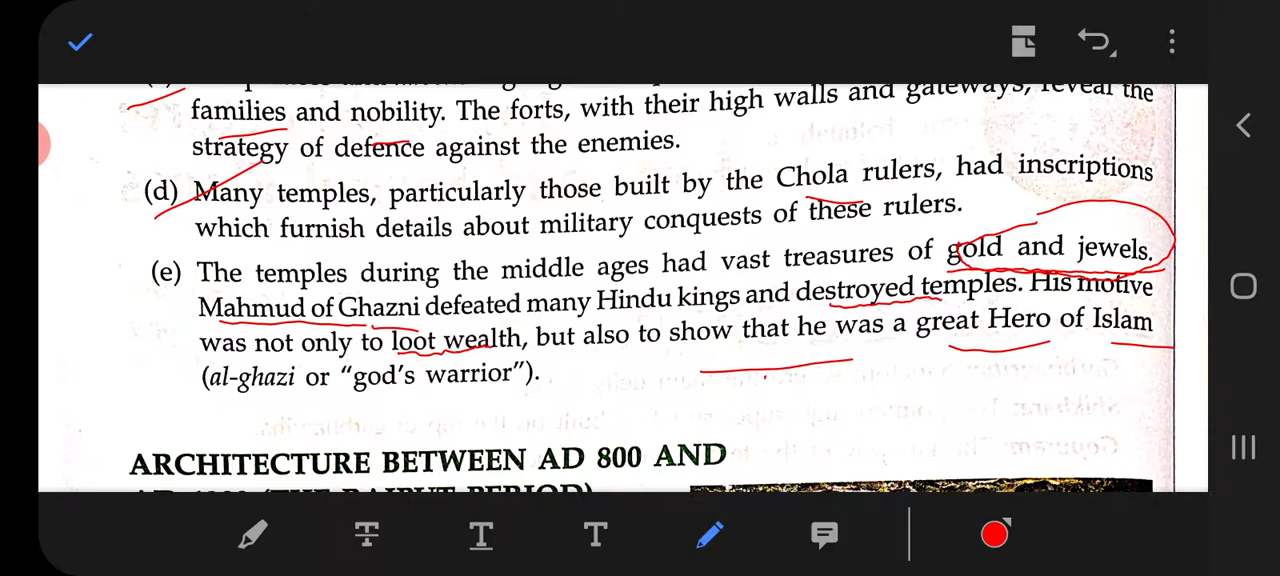 families and nobility. The forts, with their high walls and gateways, reveal the
strategy of defence against the enemies.
(d) Many temples, particularly those built by the Chola rulers, had inscriptions
which furnish details about military conquests of these rulers.
(e) The temples during the middle ages had vast treasures of gold and jewels.
Mahmud of Ghazni defeated many Hindu kings and destroyed temples. His motive
was not only to loot wealth, but also to show that he was a great Hero of Islam
(al-ghazi or "god's warrior").
ARCHITECTURE BETWEEN AD 800 AND
(THE RAJPUT PERIOD)
T
T
T